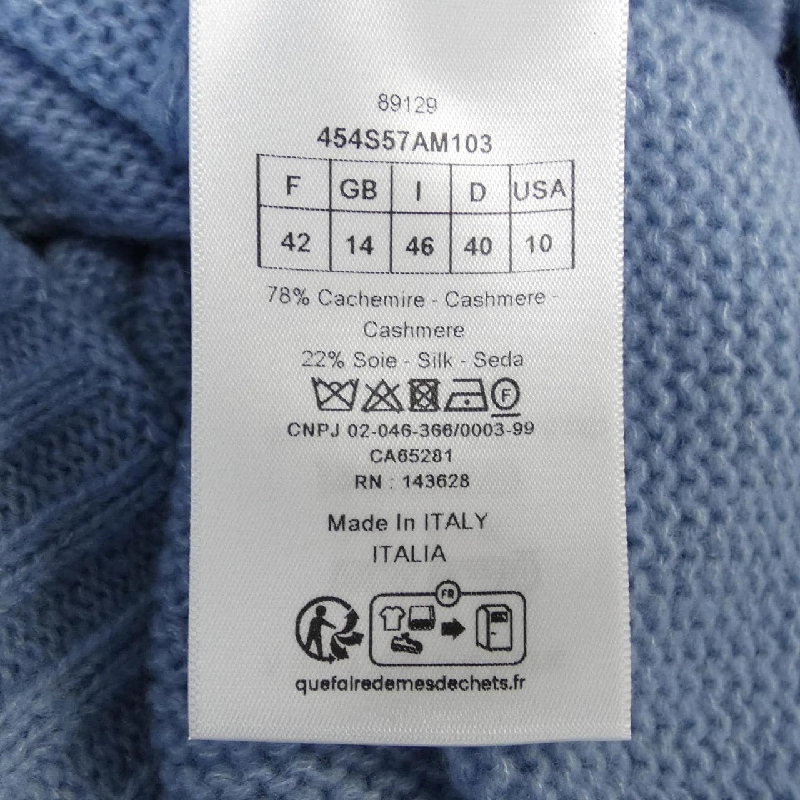 89129
454S57AM103
F GB I D USA
42 14 46 40 10
78% Cachemire - Cashmere -
Cashmere
22% Soie - Silk - Seda
F
CNPJ 02-046-366/0003-99
CA65281
RN : 143628
Made In ITALY
ITALIA
FR
quefairedemesdechets.fr